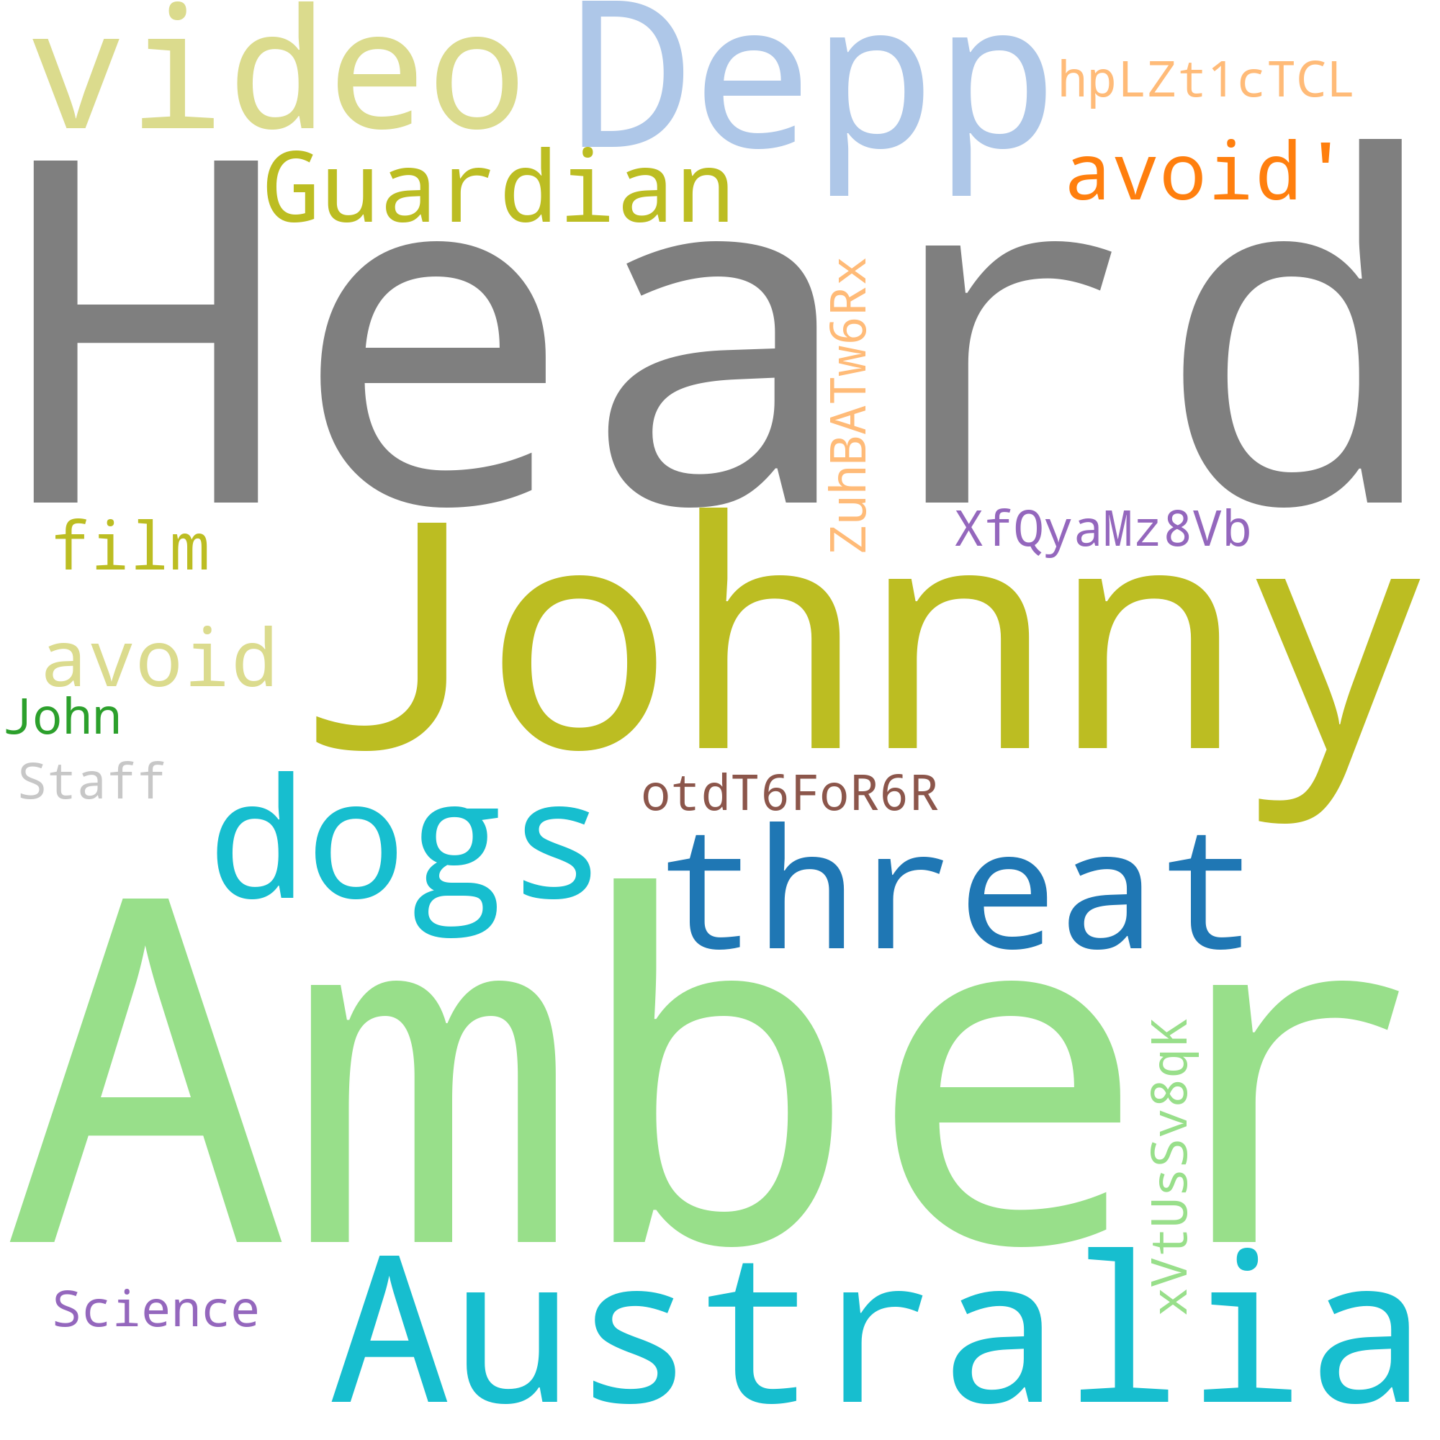 video
Depp
hpLZt1cTCL
Guardian
avoid'
Heard
ZuhBATw6Rx
film
XfQyaMz8Vb
Johnny
avoid
John
Staff
otdT6FoR6R
dogs
threat
Amber
xVtUsSv8qK
Science
Australia